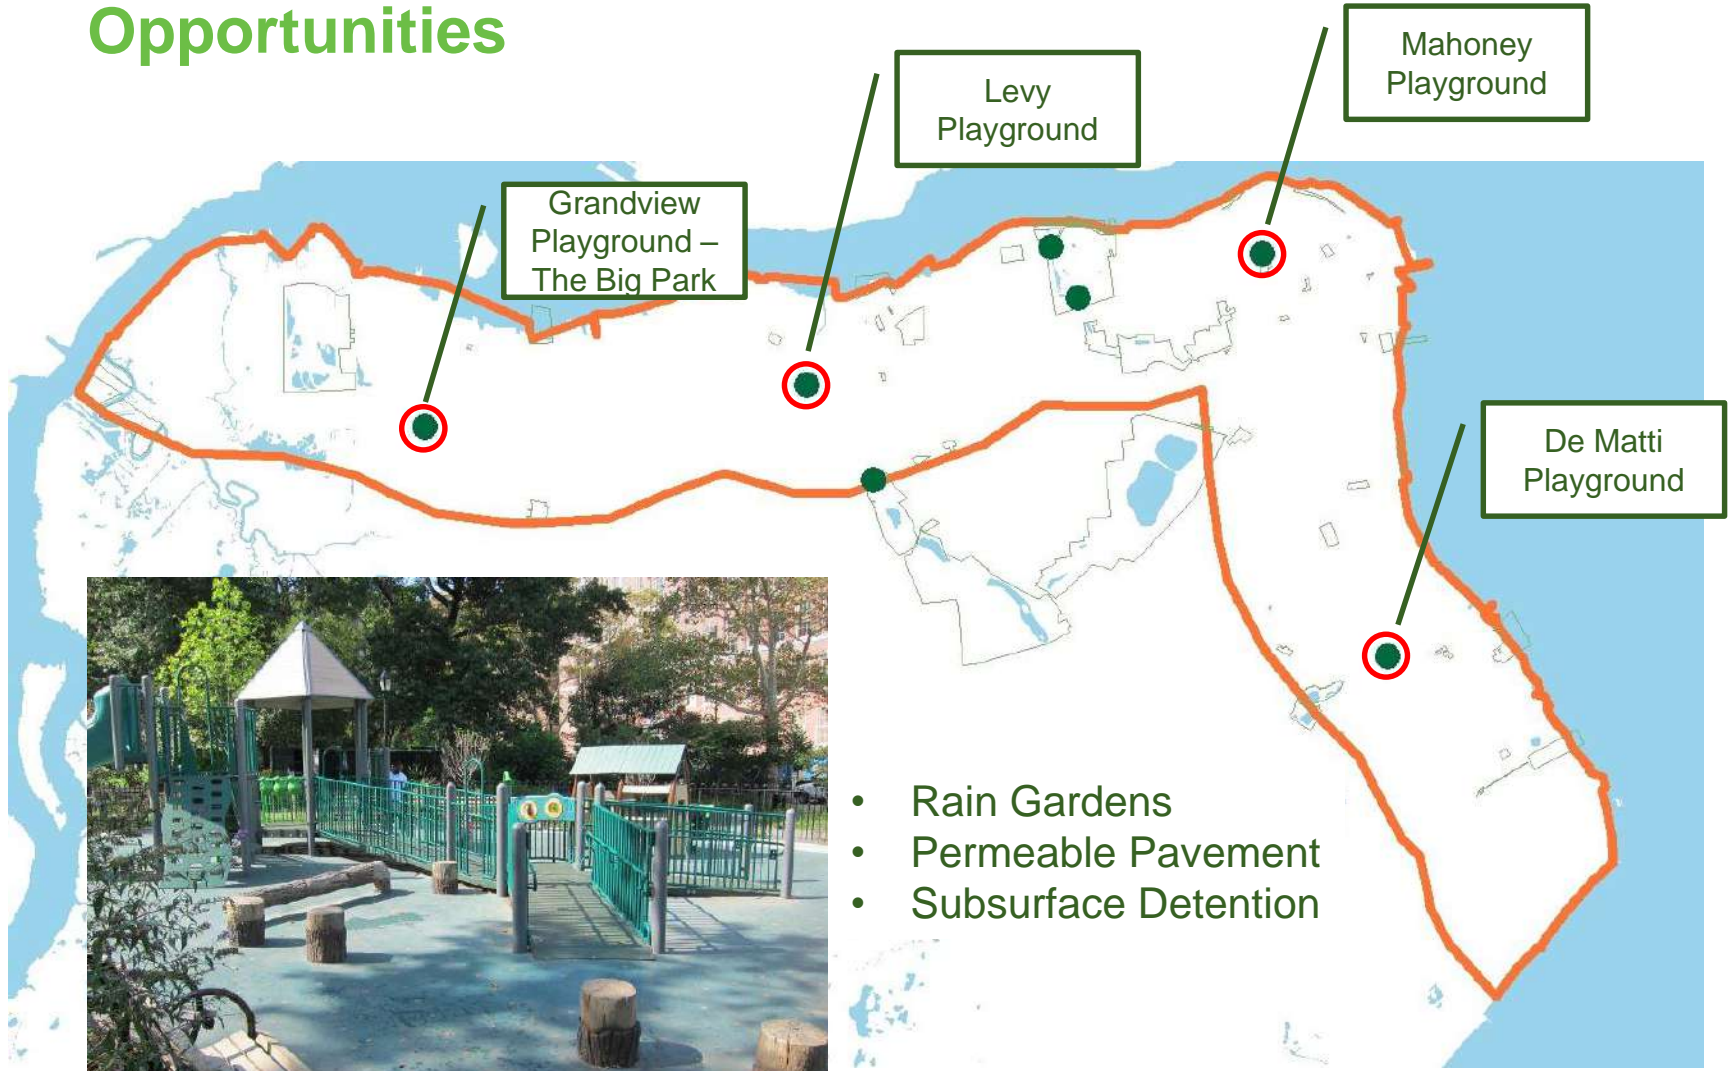 Opportunities
Mahoney
Playground
Levy
Playground
Grandview
Playground –
The Big Park
De Matti
Playground
• Rain Gardens
• Permeable Pavement
• Subsurface Detention